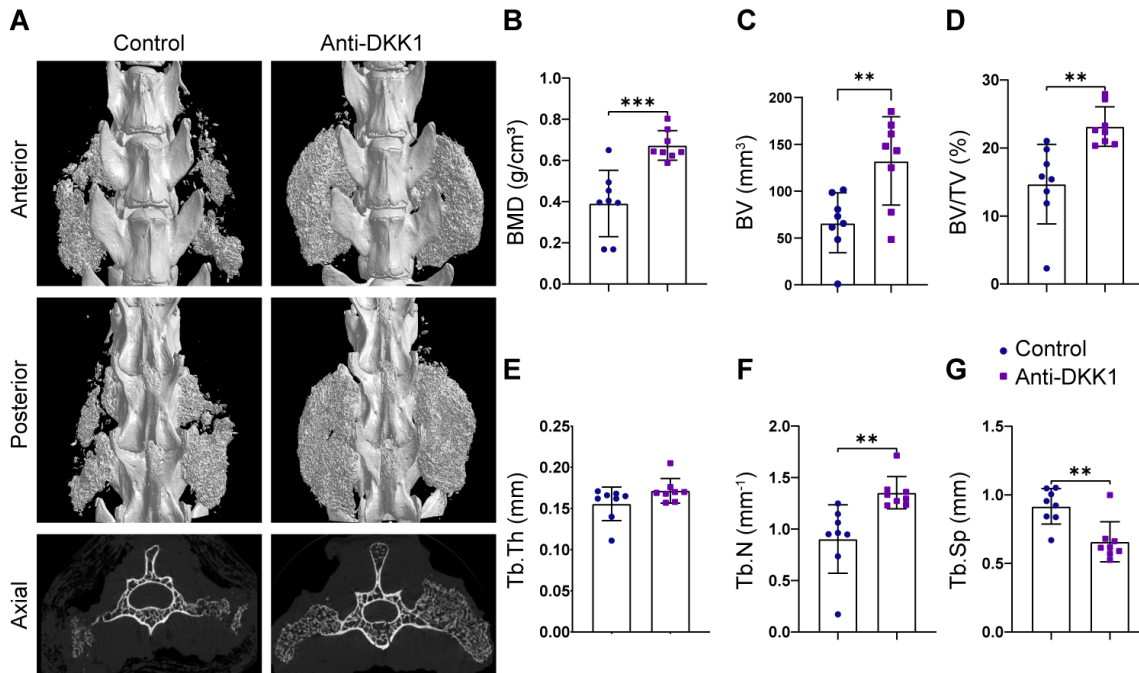 A
Control
Anti-DKK1
Anterior
Posterior
Axial
B
BMD (g/cm³)
1.0
0.8
0.6
0.4
0.2
0.0
***
C
BV (mm³)
200
150
100
50
0
**
D
BV/TV (%)
30
20
10
0
**
E
Tb.Th (mm)
0.25
0.20
0.15
0.10
0.05
0.00
F
Tb.N (mm⁻¹)
2.0
1.5
1.0
0.5
0.0
**
Control
Anti-DKK1
G
Tb.Sp (mm)
1.5
1.0
0.5
0.0
**